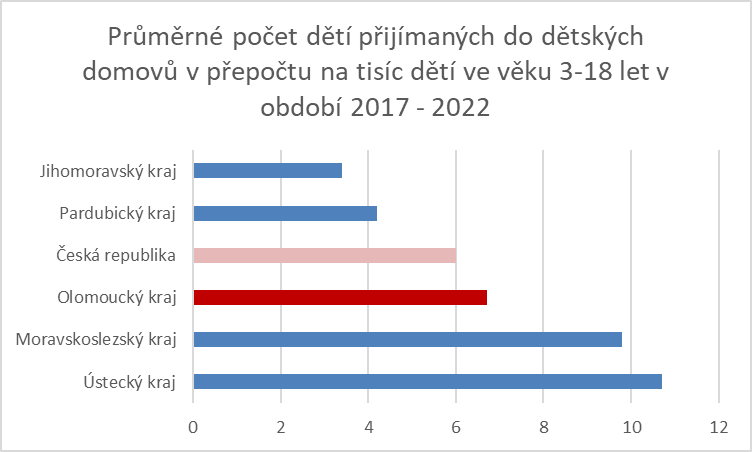 Průměrné počet dětí přijímaných do dětských
domovů v přepočtu na tisíc dětí ve věku 3-18 let v
období 2017 - 2022
Jihomoravský kraj
Pardubický kraj
Česká republika
Olomoucký kraj
Moravskoslezský kraj
Ústecký kraj
0 2 4 6 8 10 12